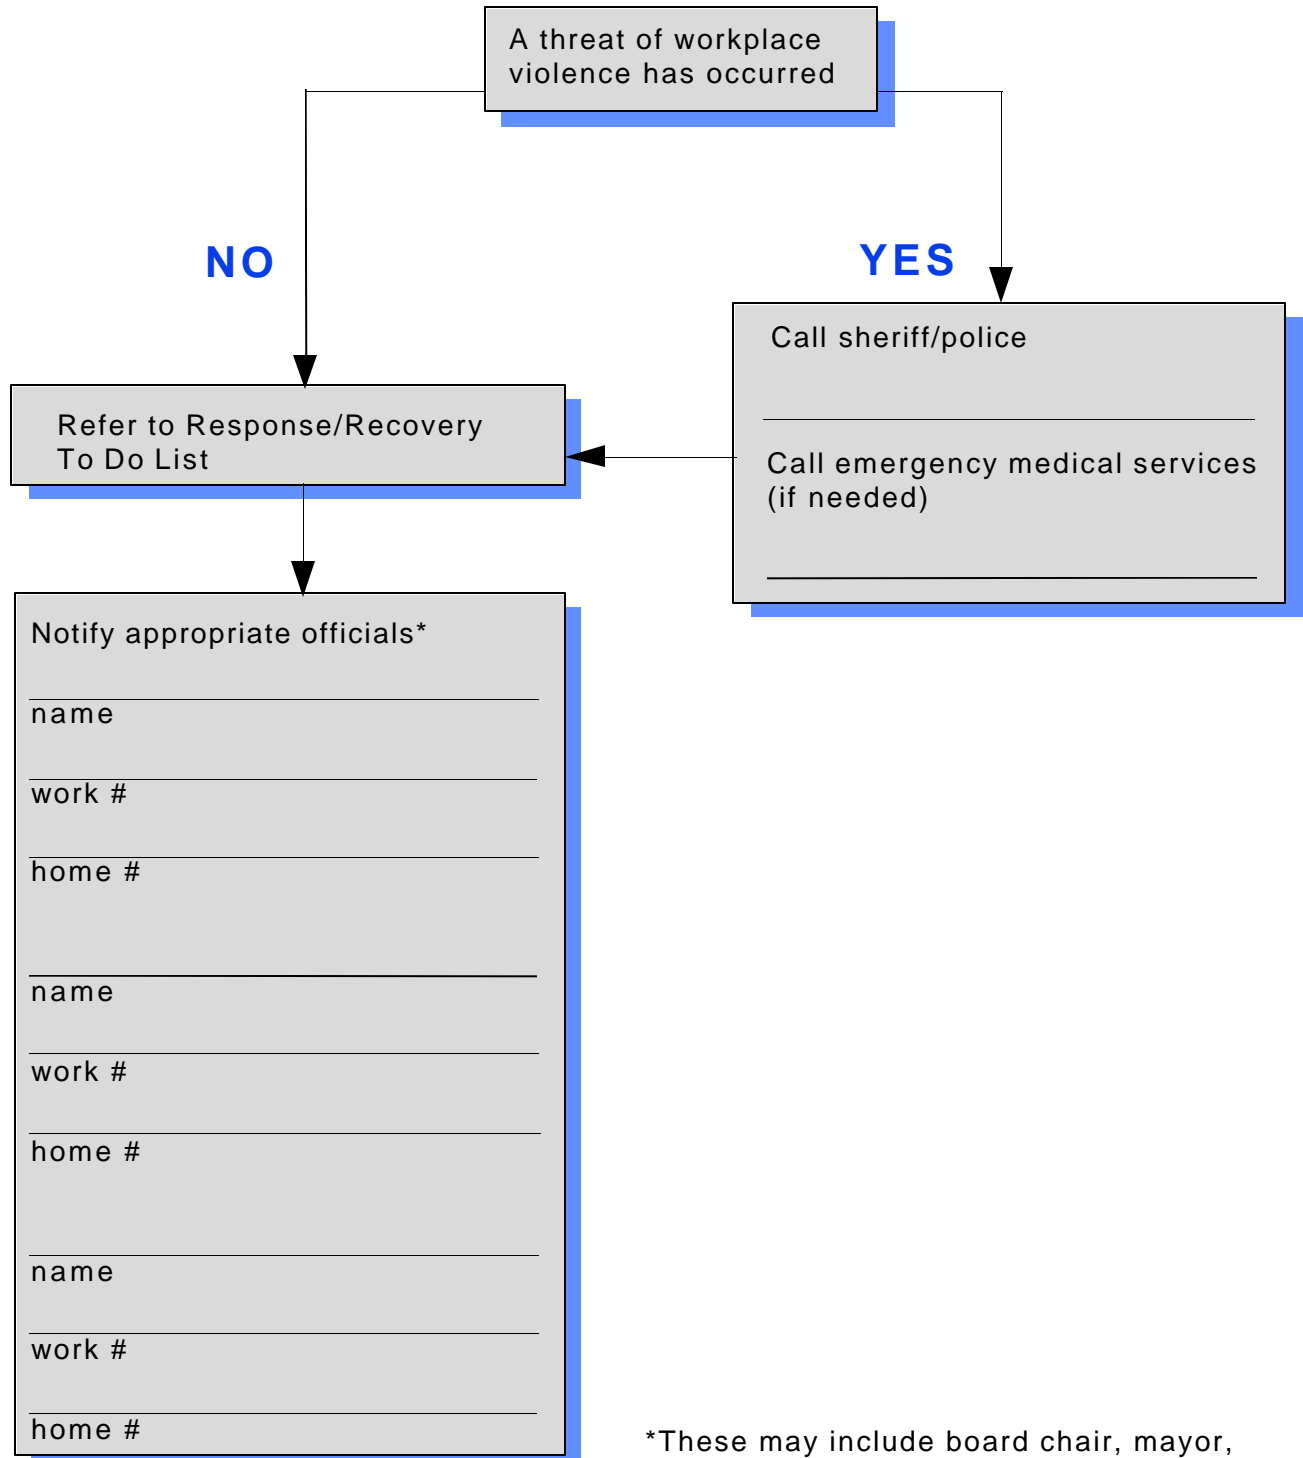 A threat of workplace
violence has occurred
NO
YES
Call sheriff/police
Call emergency medical services
(if needed)
Refer to Response/Recovery
To Do List
Notify appropriate officials*
name
work #
home #
name
work #
home #
name
work #
home #
*These may include board chair, mayor,